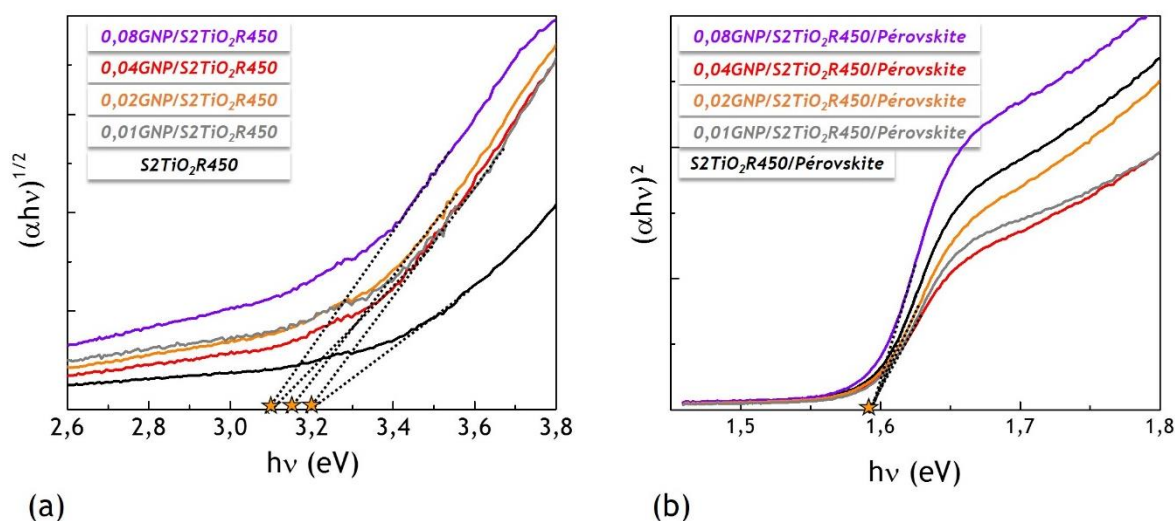 0,08GNP/S2TiO₂R450
0,04GNP/S2TiO₂R450
0,02GNP/S2TiO₂R450
0,01GNP/S2TiO₂R450
S2TiO₂R450
(αhν)^1/2
2,6 3,0 3,2 3,4 3,6 3,8
hν (eV)
(a)
0,08GNP/S2TiO₂R450/Pérovskite
0,04GNP/S2TiO₂R450/Pérovskite
0,02GNP/S2TiO₂R450/Pérovskite
0,01GNP/S2TiO₂R450/Pérovskite
S2TiO₂R450/Pérovskite
(αhν)²
1,5 1,6 1,7 1,8
hν (eV)
(b)